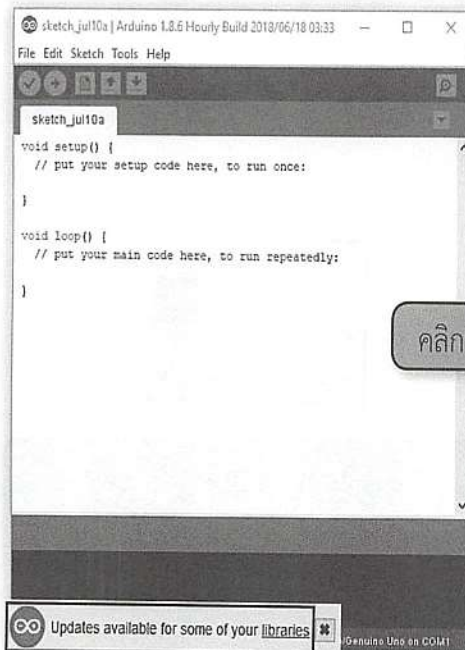 sketch_jul10a | Arduino 1.8.6 Hourly Build 2018/06/18 03:33
File Edit Sketch Tools Help
sketch_jul10a
void setup() {
// put your setup code here, to run once:
}
void loop() {
// put your main code here, to run repeatedly:
}
คลิก
Updates available for some of your libraries
/Genuino Uno on COM1